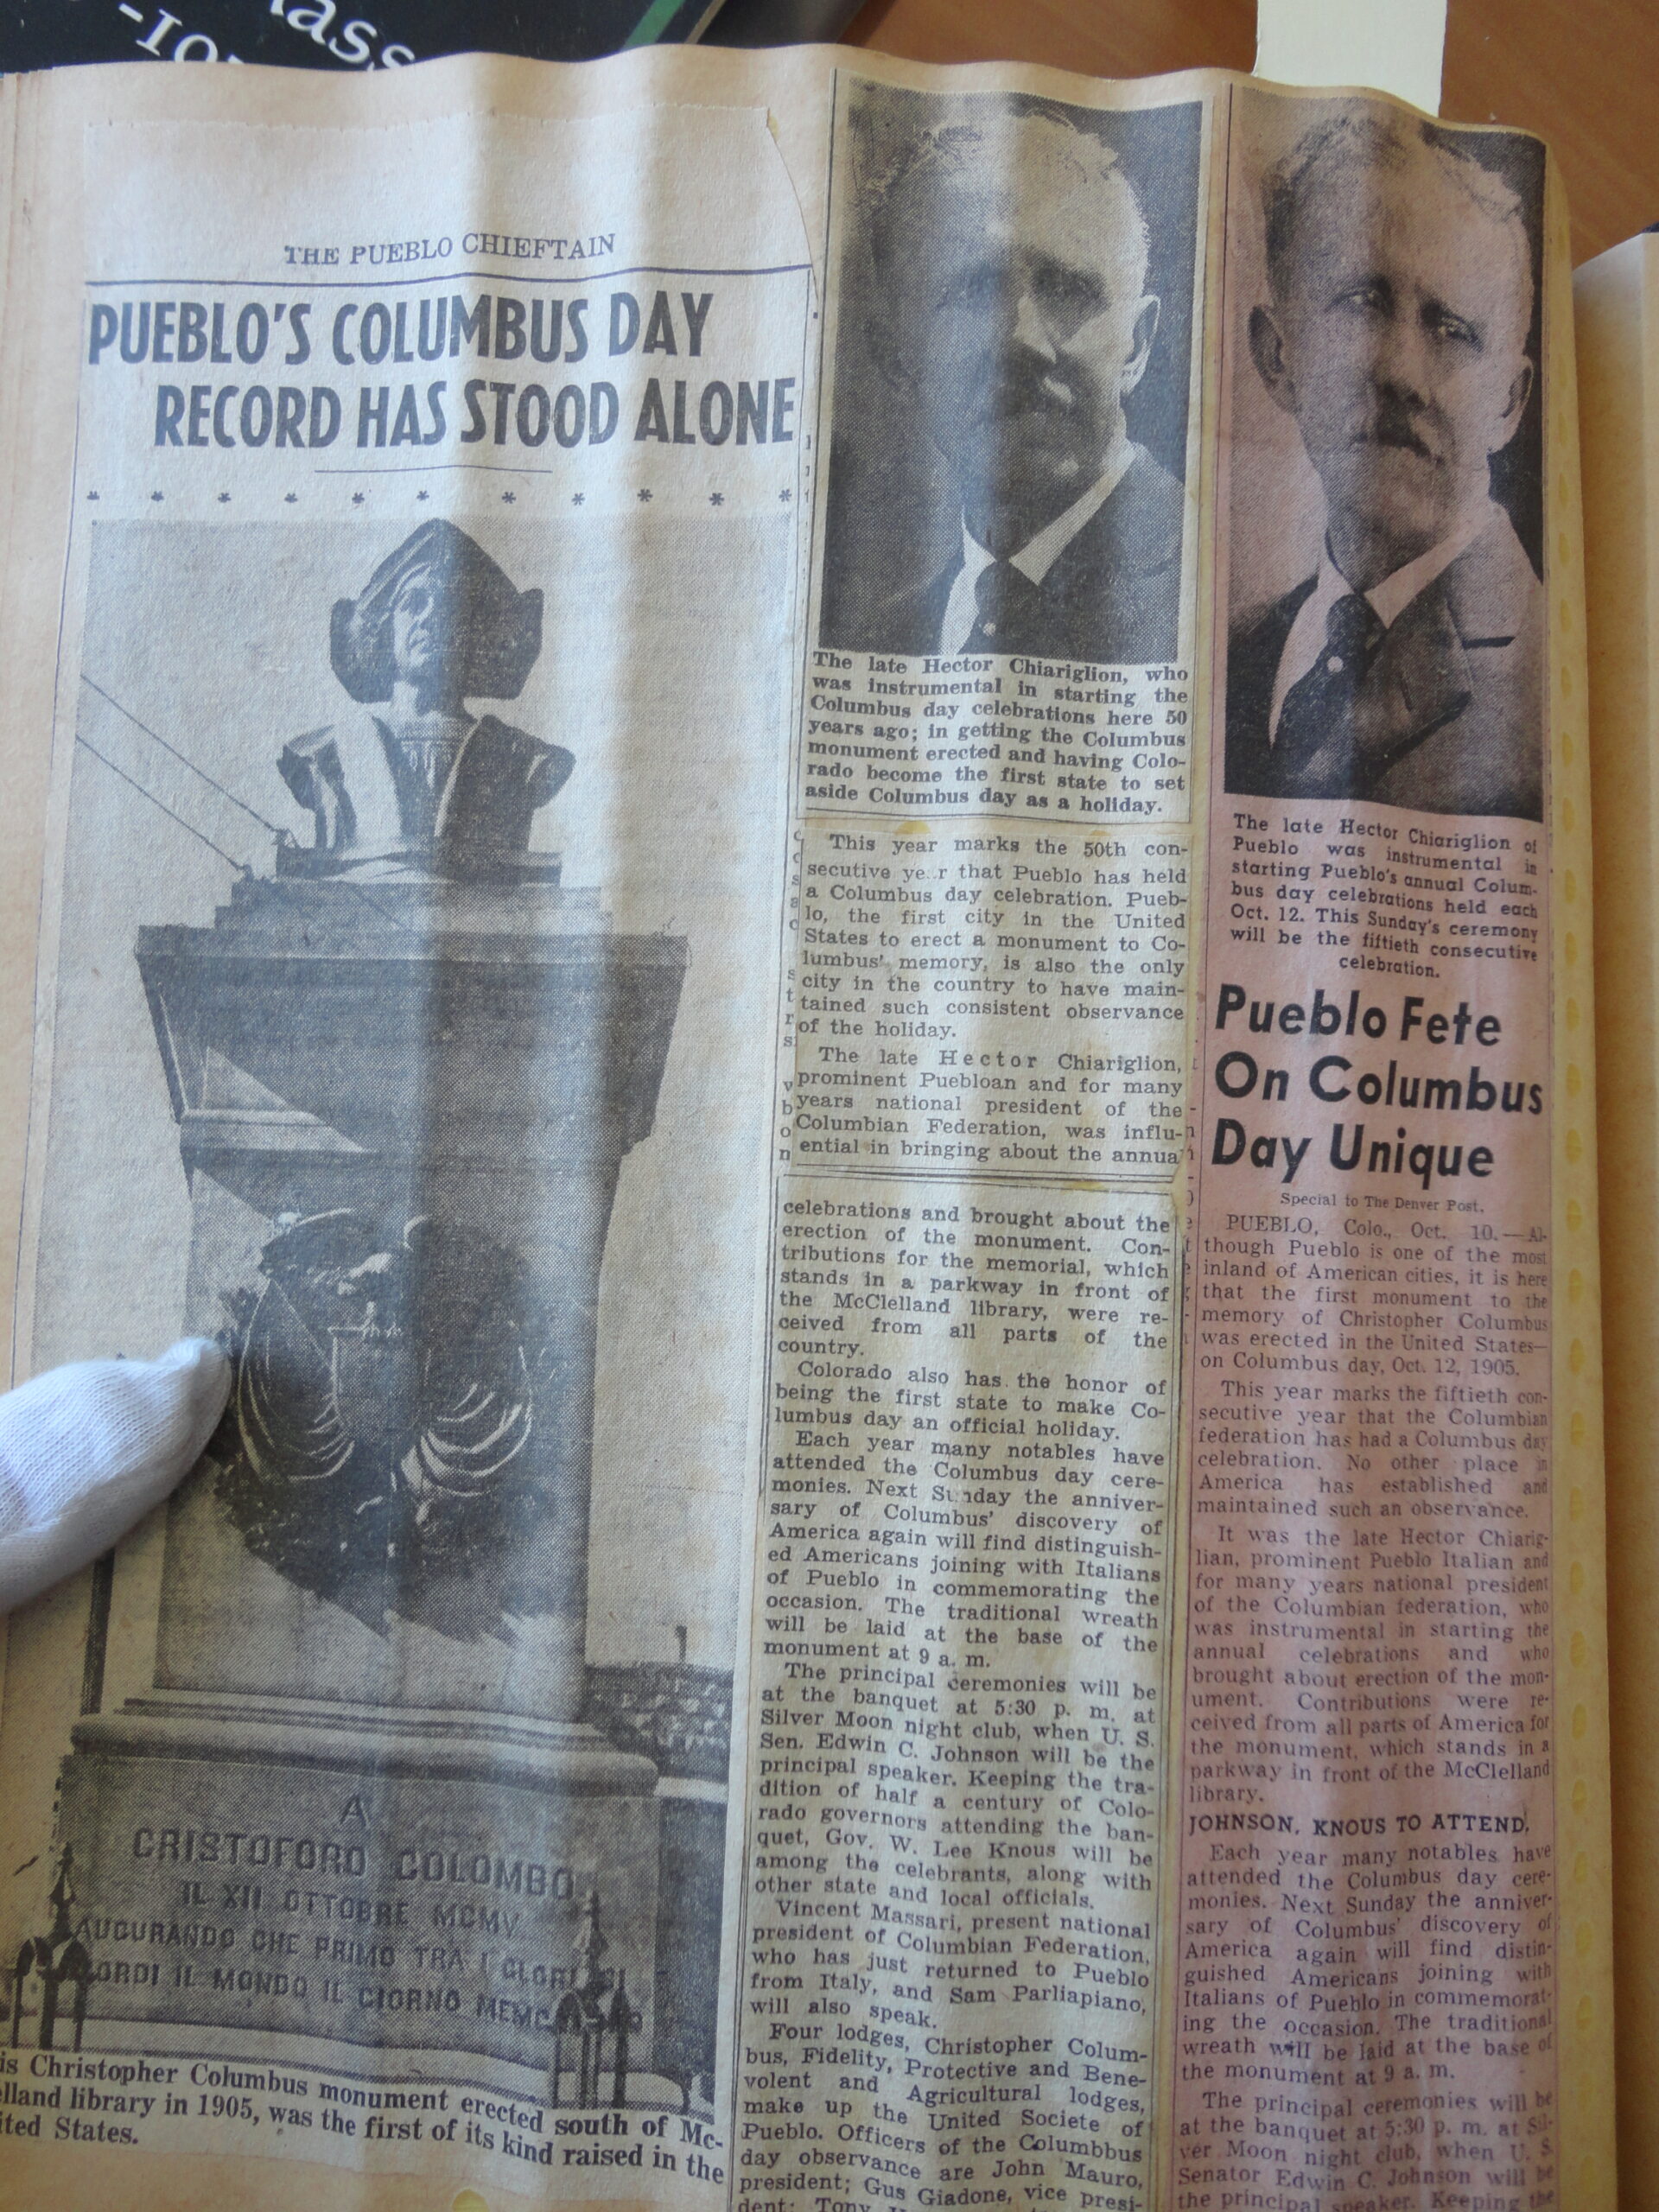 ass
-Io
THE PUEBLO CHIEFTAIN
PUEBLO'S COLUMBUS DAY
RECORD HAS STOOD ALONE
* * * * * * * * * * *
A
CRISTOFORO COLOMBO
IL XII OTTOBRE MCMV
AUGURANDO CHE PRIMO TRA I
ORDI IL MONDO IL GIORNO
is Christopher Columbus monument erected south of Mc-
elland library in 1905, was the first of its kind raised in the
ited States.
The late Hector Chiariglion, who
was instrumental in starting the
Columbus day celebrations here 50
years ago; in getting the Columbus
monument erected and having Colo-
rado become the first state to set
aside Columbus day as a holiday.
This year marks the 50th con-
secutive ye r that Pueblo has held
a Columbus day celebration. Pueb-
lo, the first city in the United
States to erect a monument to Co-
lumbus' memory, is also the only
city in the country to have main-
tained such consistent observance
of the holiday.
The late Hector Chiariglion,
prominent Puebloan and for many
years national president of the
Columbian Federation, was influ-
ential in bringing about the annua
celebrations and brought about the
erection of the monument. Con-
tributions for the memorial, which
stands in a parkway in front of
the McClelland library, were re-
ceived from all parts of the
country.
Colorado also has the honor of
being the first state to make Co-
lumbus day an official holiday.
Each year many notables have
attended the Columbus day cere-
monies. Next Sunday the anniver-
sary of Columbus' discovery of
America again will find distinguish-
ed Americans joining with Italians
of Pueblo in commemorating the
occasion. The traditional wreath
will be laid at the base of the
monument at 9 a. m.
The principal ceremonies will be
at the banquet at 5:30 p. m. at
Silver Moon night club, when U. S.
Sen. Edwin C. Johnson will be the
principal speaker. Keeping the tra-
dition of half a century of Colo-
rado governors attending the ban-
quet, Gov. W. Lee Knous will be
among the celebrants, along with
other state and local officials.
Vincent Massari, present national
president of Columbian Federation,
who has just returned to Pueblo
from Italy, and Sam Parliapiano,
will also speak.
Four lodges, Christopher Colum-
bus, Fidelity, Protective and Bene-
volent and Agricultural lodges,
make up the United Societe of
Pueblo. Officers of the Columbbus
day observance are John Mauro,
president; Gus Giadone, vice presi-
dent; Tony
The late Hector Chiariglion of
Pueblo was instrumental in
starting Pueblo's annual Colum-
bus day celebrations held each
Oct. 12. This Sunday's ceremony
will be the fiftieth consecutive
celebration.
Pueblo Fete
On Columbus
Day Unique
Special to The Denver Post.
PUEBLO, Colo., Oct. 10.—Al-
though Pueblo is one of the most
inland of American cities, it is here
that the first monument to the
memory of Christopher Columbus
was erected in the United States—
on Columbus day, Oct. 12, 1905.
This year marks the fiftieth con-
secutive year that the Columbian
federation has had a Columbus day
celebration. No other place in
America has established and
maintained such an observance.
It was the late Hector Chiarig-
lian, prominent Pueblo Italian and
for many years national president
of the Columbian federation, who
was instrumental in starting the
annual celebrations and who
brought about erection of the mon-
ument. Contributions were re-
ceived from all parts of America for
the monument, which stands in a
parkway in front of the McClelland
library.
JOHNSON, KNOUS TO ATTEND.
Each year many notables have
attended the Columbus day cere-
monies. Next Sunday the anniver-
sary of Columbus' discovery of
America again will find distin-
guished Americans joining with
Italians of Pueblo in commemorat-
ing the occasion. The traditional
wreath will be laid at the base of
the monument at 9 a. m.
The principal ceremonies will be
at the banquet at 5:30 p. m. at Sil-
ver Moon night club, when U. S.
Senator Edwin C. Johnson will be
the principal speaker. Keeping the